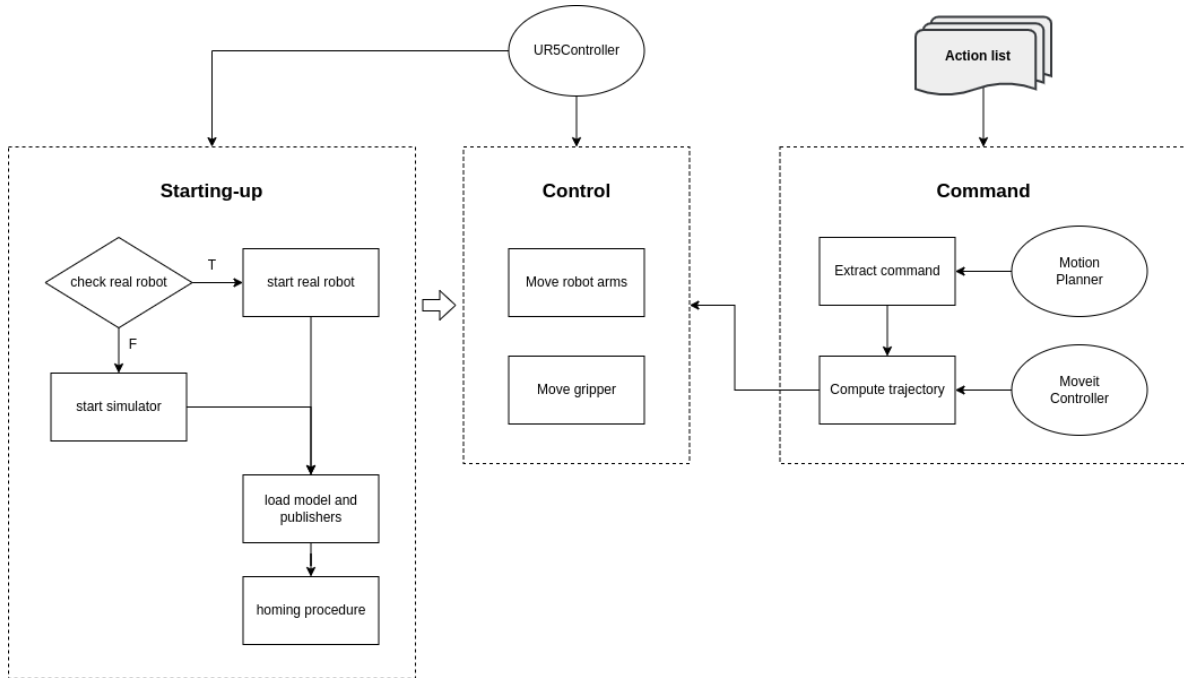 UR5Controller
Action list
Starting-up
Control
Command
check real robot
T
start real robot
F
start simulator
load model and
publishers
homing procedure
Move robot arms
Move gripper
Extract command
Motion
Planner
Compute trajectory
Moveit
Controller